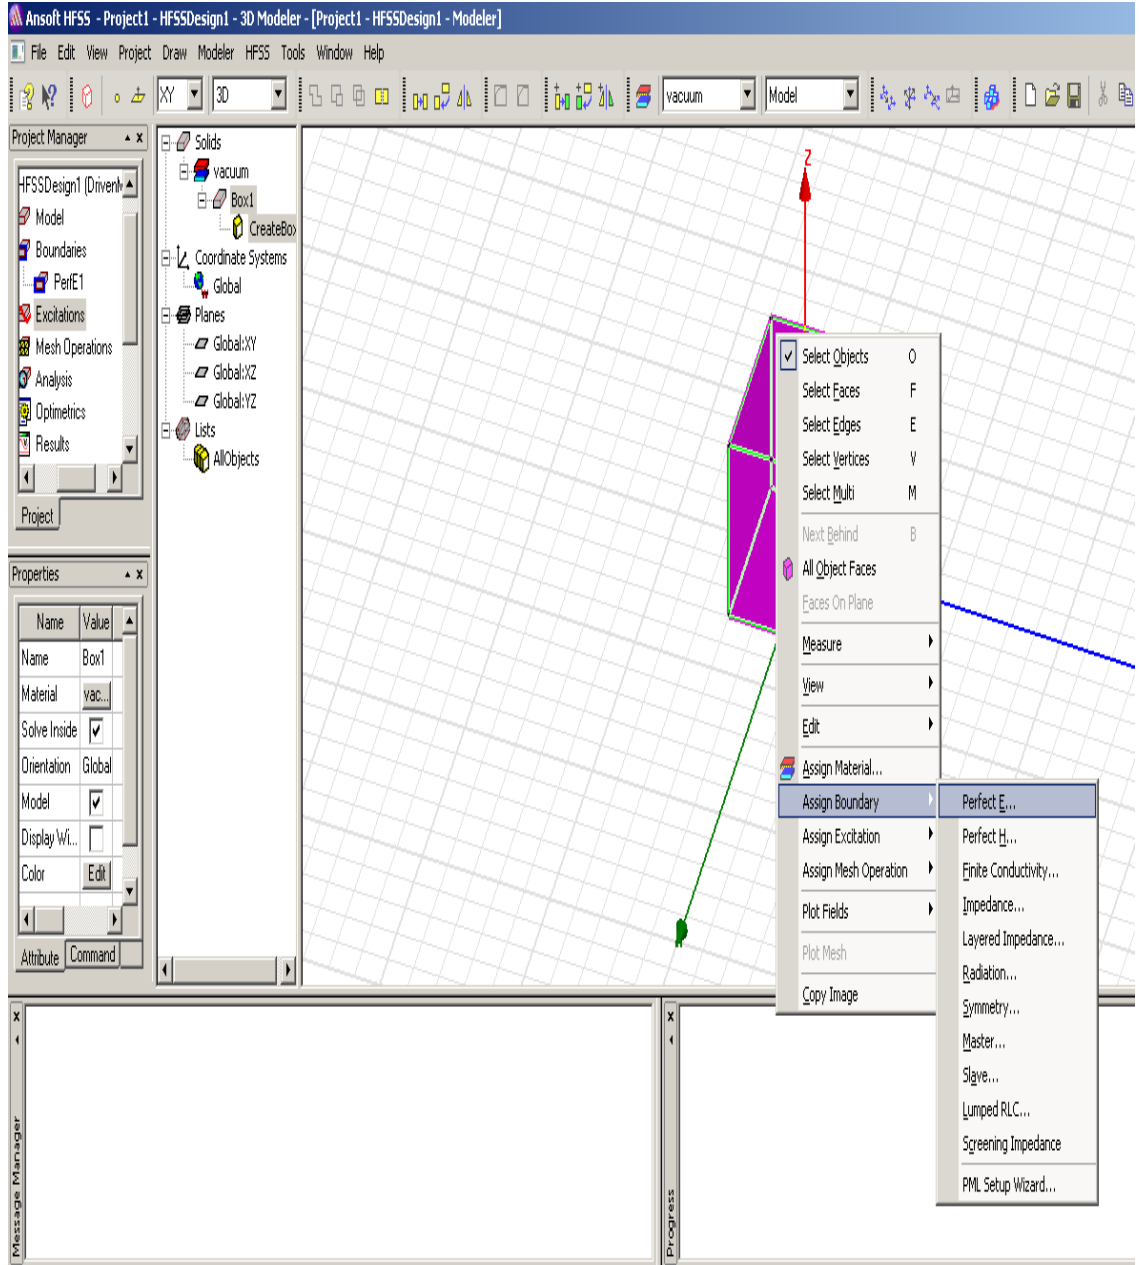 Ansoft HFSS - Project1 - HFSSDesign1 - 3D Modeler - [Project1 - HFSSDesign1 - Modeler]
File Edit View Project Draw Modeler HFSS Tools Window Help
XY 3D vacuum Model
Project Manager
HFSSDesign1 (Driven
Model
Boundaries
PerfE1
Excitations
Mesh Operations
Analysis
Optimetrics
Results
Project
Solids
vacuum
Box1
CreateBox
Coordinate Systems
Global
Planes
Global:XY
Global:XZ
Global:YZ
Lists
AllObjects
Z
Properties
Name Value
Name Box1
Material vac...
Solve Inside
Orientation Global
Model
Display Wi...
Color Edit
Attribute Command
Select Objects O
Select Faces F
Select Edges E
Select Vertices V
Select Multi M
Next Behind B
All Object Faces
Faces On Plane
Measure
View
Edit
Assign Material...
Assign Boundary
Assign Excitation
Assign Mesh Operation
Plot Fields
Plot Mesh
Copy Image
Perfect E...
Perfect H...
Finite Conductivity...
Impedance...
Layered Impedance...
Radiation...
Symmetry...
Master...
Slave...
Lumped RLC...
Screening Impedance
PML Setup Wizard...
Message Manager
Progress